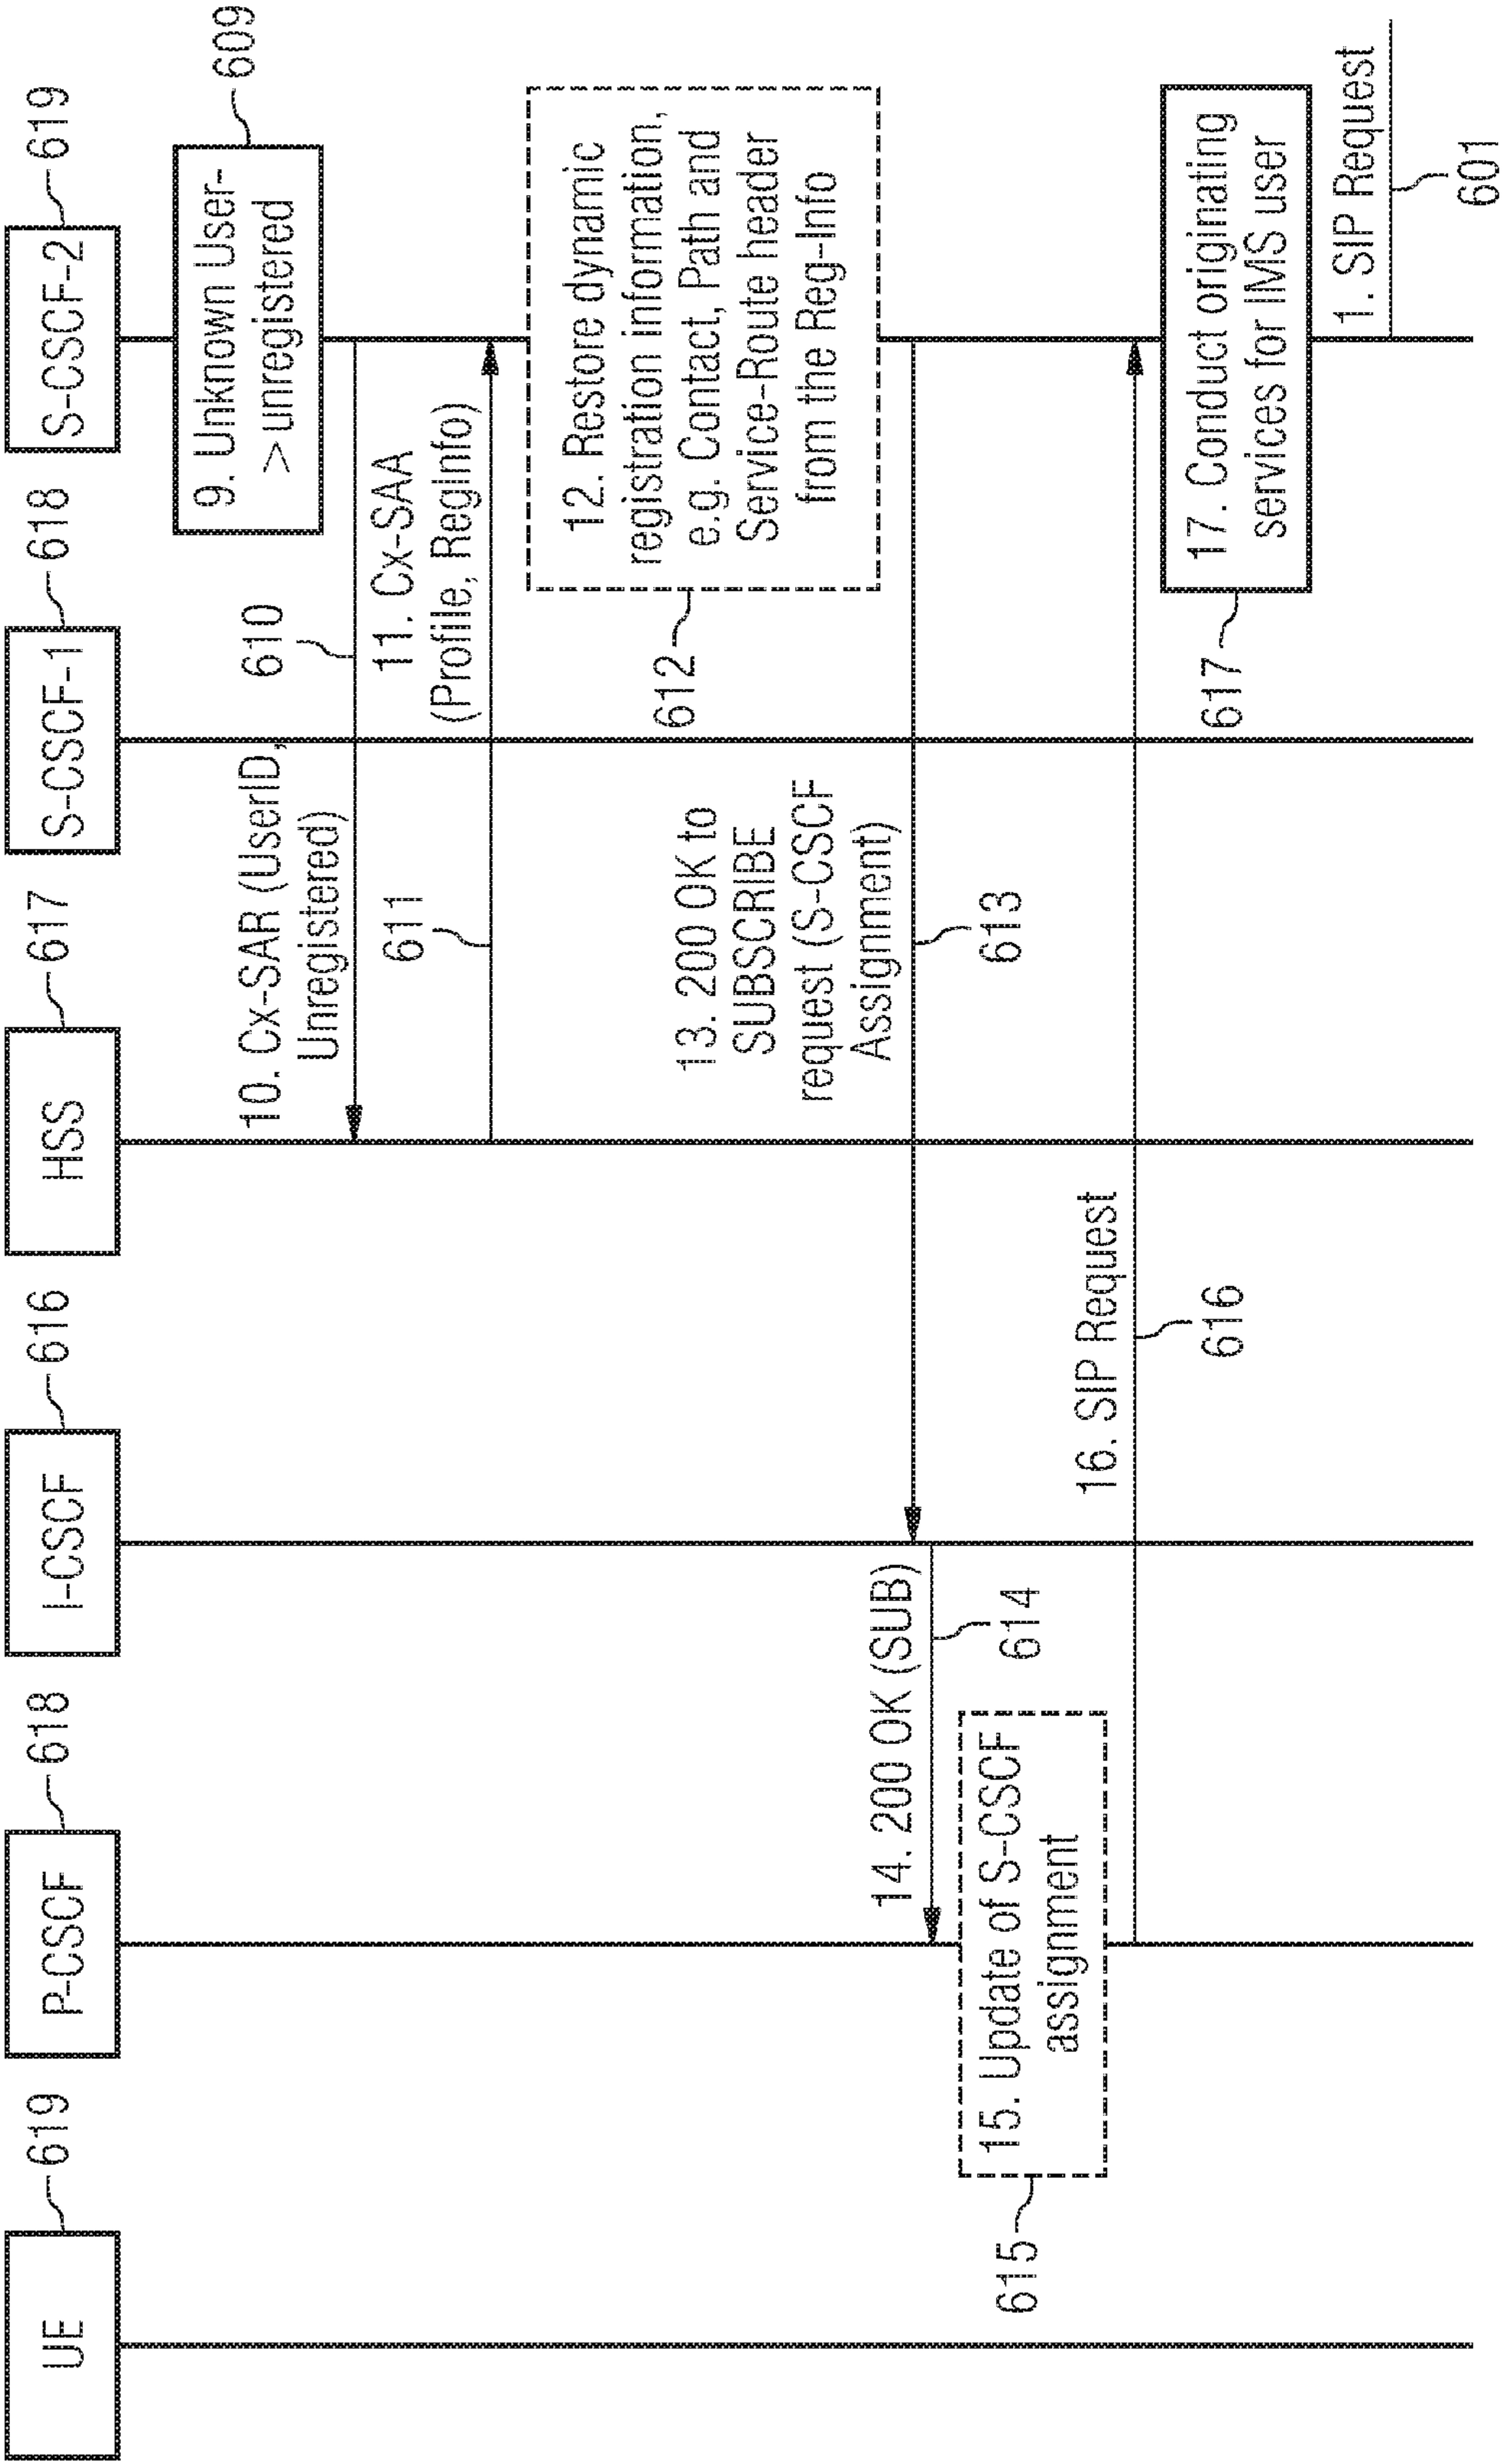 UE
619
P-CSCF
618
I-CSCF
616
HSS
617
S-CSCF-1
618
S-CSCF-2
619
9. Unknown User-
>unregistered
609
10. Cx-SAR (UserID,
Unregistered)
610
11. Cx-SAA
(Profile, RegInfo)
611
12. Restore dynamic
registration information,
e.g. Contact, Path and
Service-Route header
from the Reg-Info
612
13. 200 OK to
SUBSCRIBE
request (S-CSCF
Assignment)
613
14. 200 OK (SUB)
614
15. Update of S-CSCF
assignment
615
16. SIP Request
616
17. Conduct originating
services for IMS user
617
1. SIP Request
601